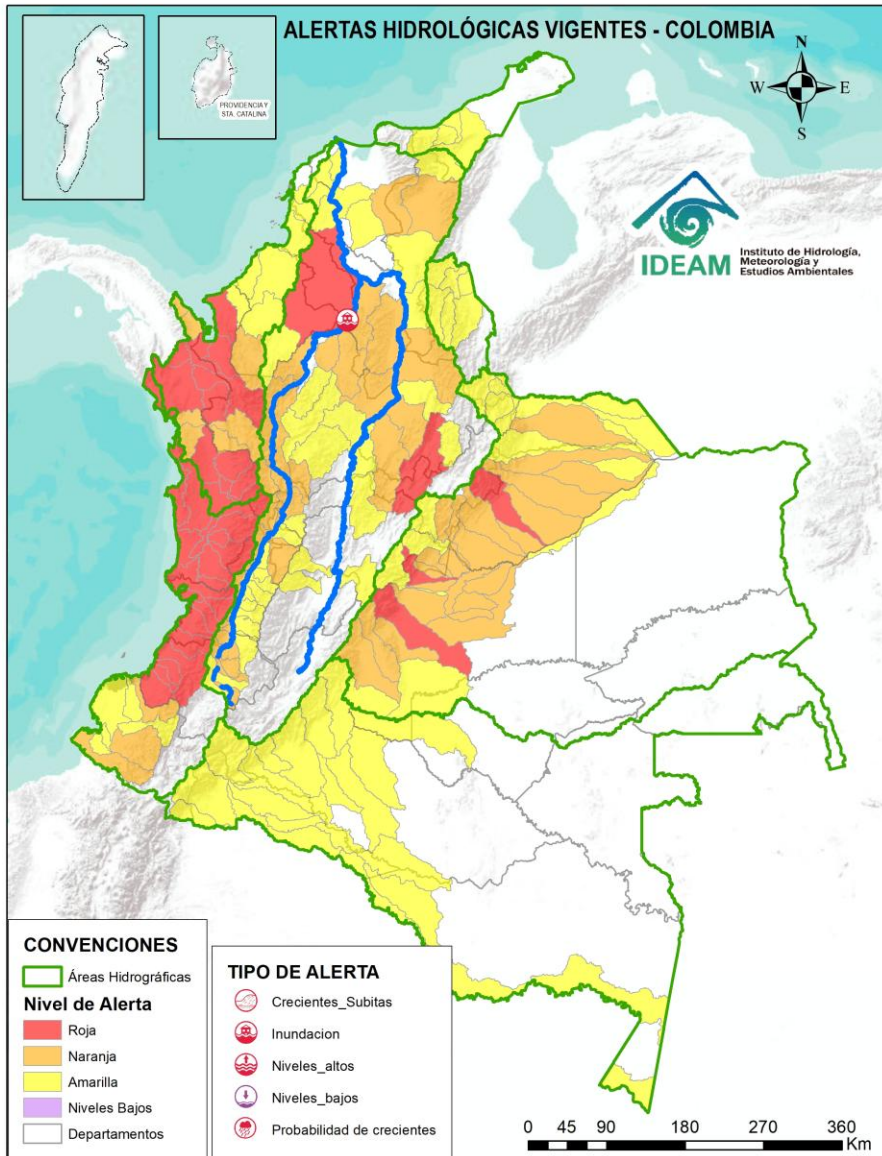 ALERTAS HIDROLÓGICAS VIGENTES - COLOMBIA
PROVIDENCIA Y
STA. CATALINA
N
W
E
S
IDEAM
Instituto de Hidrología,
Meteorología y
Estudios Ambientales
CONVENCIONES
Áreas Hidrográficas
Nivel de Alerta
Roja
Naranja
Amarilla
Niveles Bajos
Departamentos
TIPO DE ALERTA
Crecientes_Subitas
Inundacion
Niveles_altos
Niveles_bajos
Probabilidad de crecientes
0 45 90 180 270 360
Km